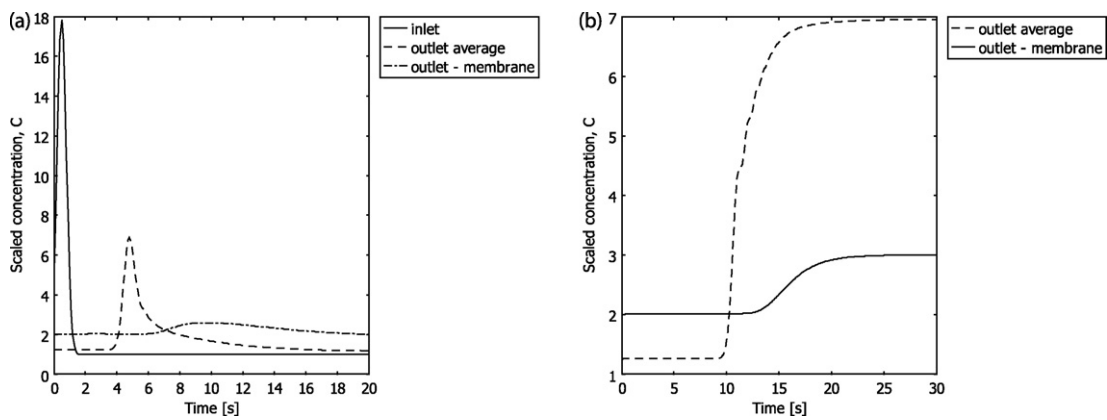 (a)
18
16
14
12
10
8
6
4
2
0
Scaled concentration, C
0 2 4 6 8 10 12 14 16 18 20
Time [s]
inlet
outlet average
outlet - membrane
(b)
7
6
5
4
3
2
1
Scaled concentration, C
0 5 10 15 20 25 30
Time [s]
outlet average
outlet - membrane